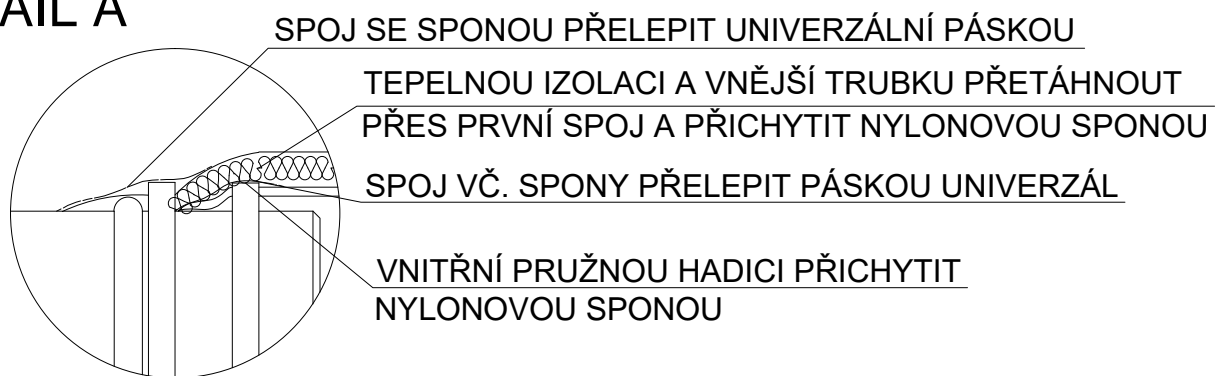 AIL A
SPOJ SE SPONOU PŘELEPIT UNIVERZÁLNÍ PÁSKOU
TEPELNOU IZOLACI A VNĚJŠÍ TRUBKU PŘETÁHNOUT
PŘES PRVNÍ SPOJ A PŘICHYTIT NYLONOVOU SPONOU
SPOJ VČ. SPONY PŘELEPIT PÁSKOU UNIVERZÁL
VNITŘNÍ PRUŽNOU HADICI PŘICHYTIT
NYLONOVOU SPONOU